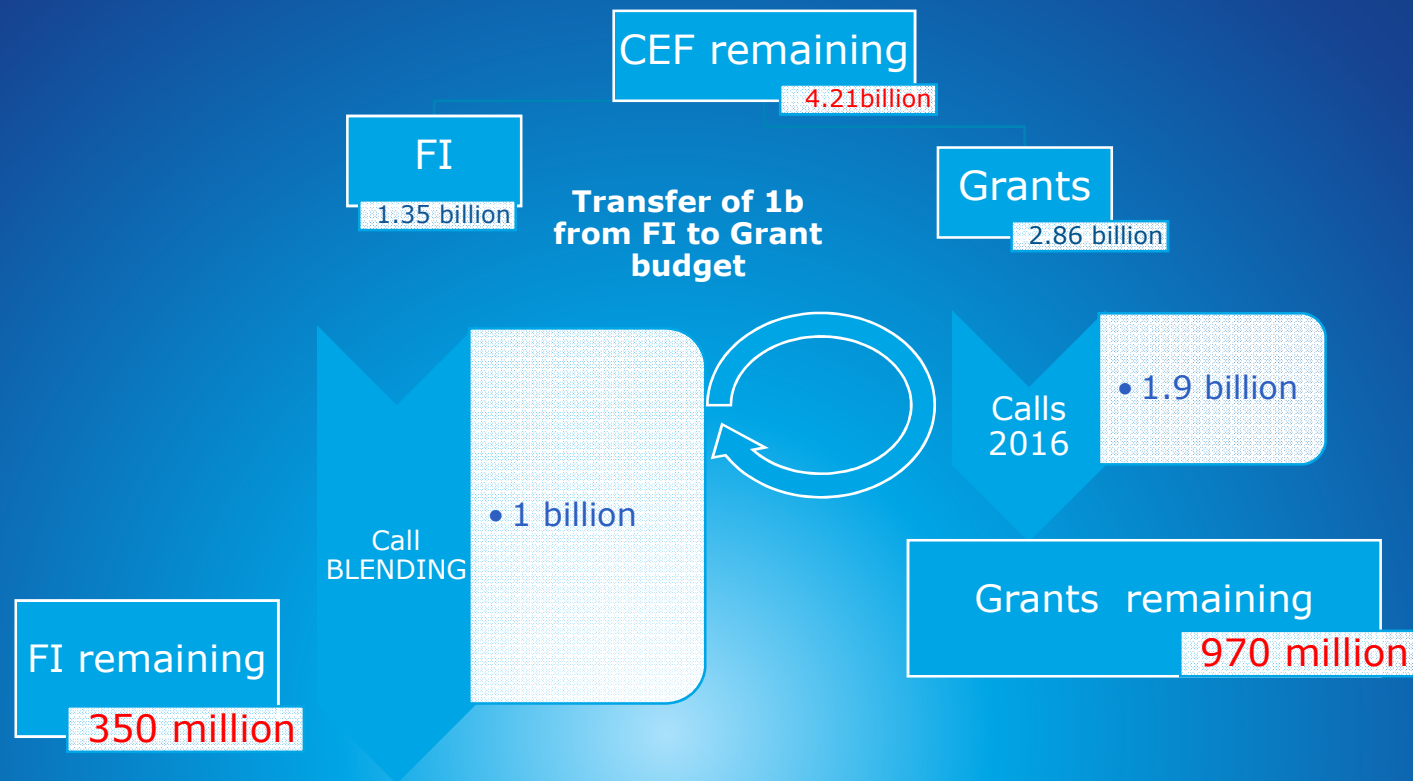 CEF remaining
4.21billion
FI
1.35 billion
Transfer of 1b
from FI to Grant
budget
Grants
2.86 billion
Call
BLENDING
• 1 billion
Calls
2016
• 1.9 billion
FI remaining
350 million
Grants remaining
970 million